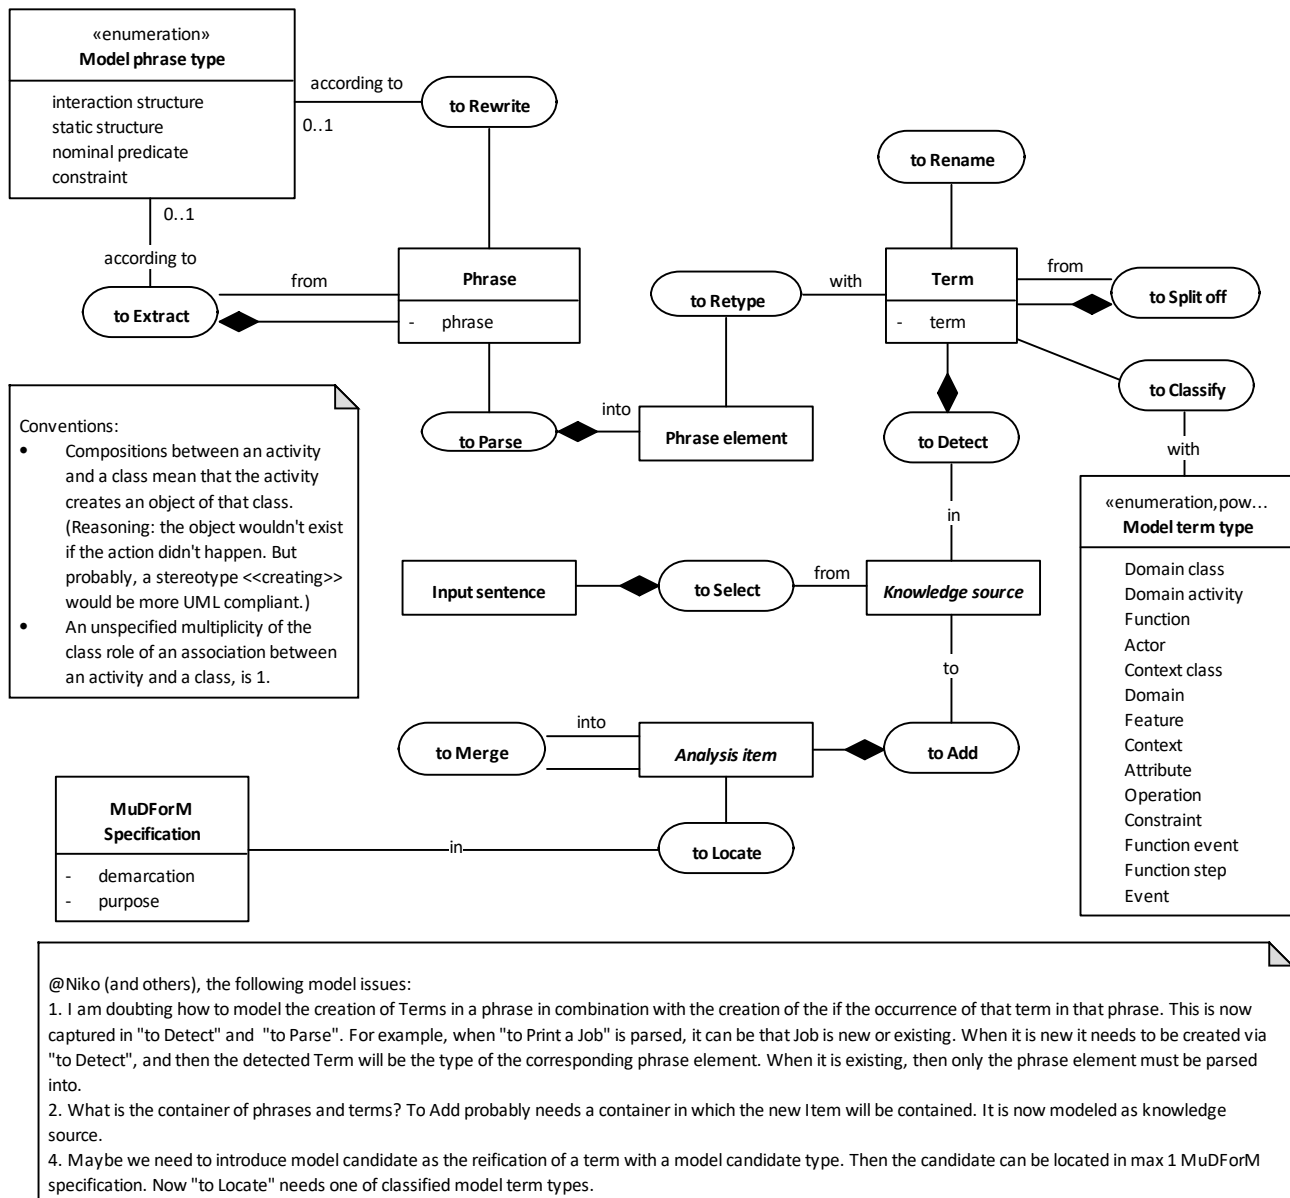 «enumeration»
Model phrase type
interaction structure
static structure
nominal predicate
constraint
according to
0..1
to Rewrite
to Rename
0..1
according to
to Extract
from
Phrase
- phrase
to Retype
with
Term
- term
from
to Split off
to Classify
with
to Parse
into
Phrase element
to Detect
in
Conventions:
• Compositions between an activity
and a class mean that the activity
creates an object of that class.
(Reasoning: the object wouldn't exist
if the action didn't happen. But
probably, a stereotype <<creating>>
would be more UML compliant.)
• An unspecified multiplicity of the
class role of an association between
an activity and a class, is 1.
«enumeration,pow...
Model term type
Domain class
Domain activity
Function
Actor
Context class
Domain
Feature
Context
Attribute
Operation
Constraint
Function event
Function step
Event
Input sentence
to Select
from
Knowledge source
to
to Merge
into
Analysis item
to Add
MuDForM
Specification
- demarcation
- purpose
in
to Locate
@Niko (and others), the following model issues:
1. I am doubting how to model the creation of Terms in a phrase in combination with the creation of the if the occurrence of that term in that phrase. This is now
captured in "to Detect" and "to Parse". For example, when "to Print a Job" is parsed, it can be that Job is new or existing. When it is new it needs to be created via
"to Detect", and then the detected Term will be the type of the corresponding phrase element. When it is existing, then only the phrase element must be parsed
into.
2. What is the container of phrases and terms? To Add probably needs a container in which the new Item will be contained. It is now modeled as knowledge
source.
4. Maybe we need to introduce model candidate as the reification of a term with a model candidate type. Then the candidate can be located in max 1 MuDForM
specification. Now "to Locate" needs one of classified model term types.